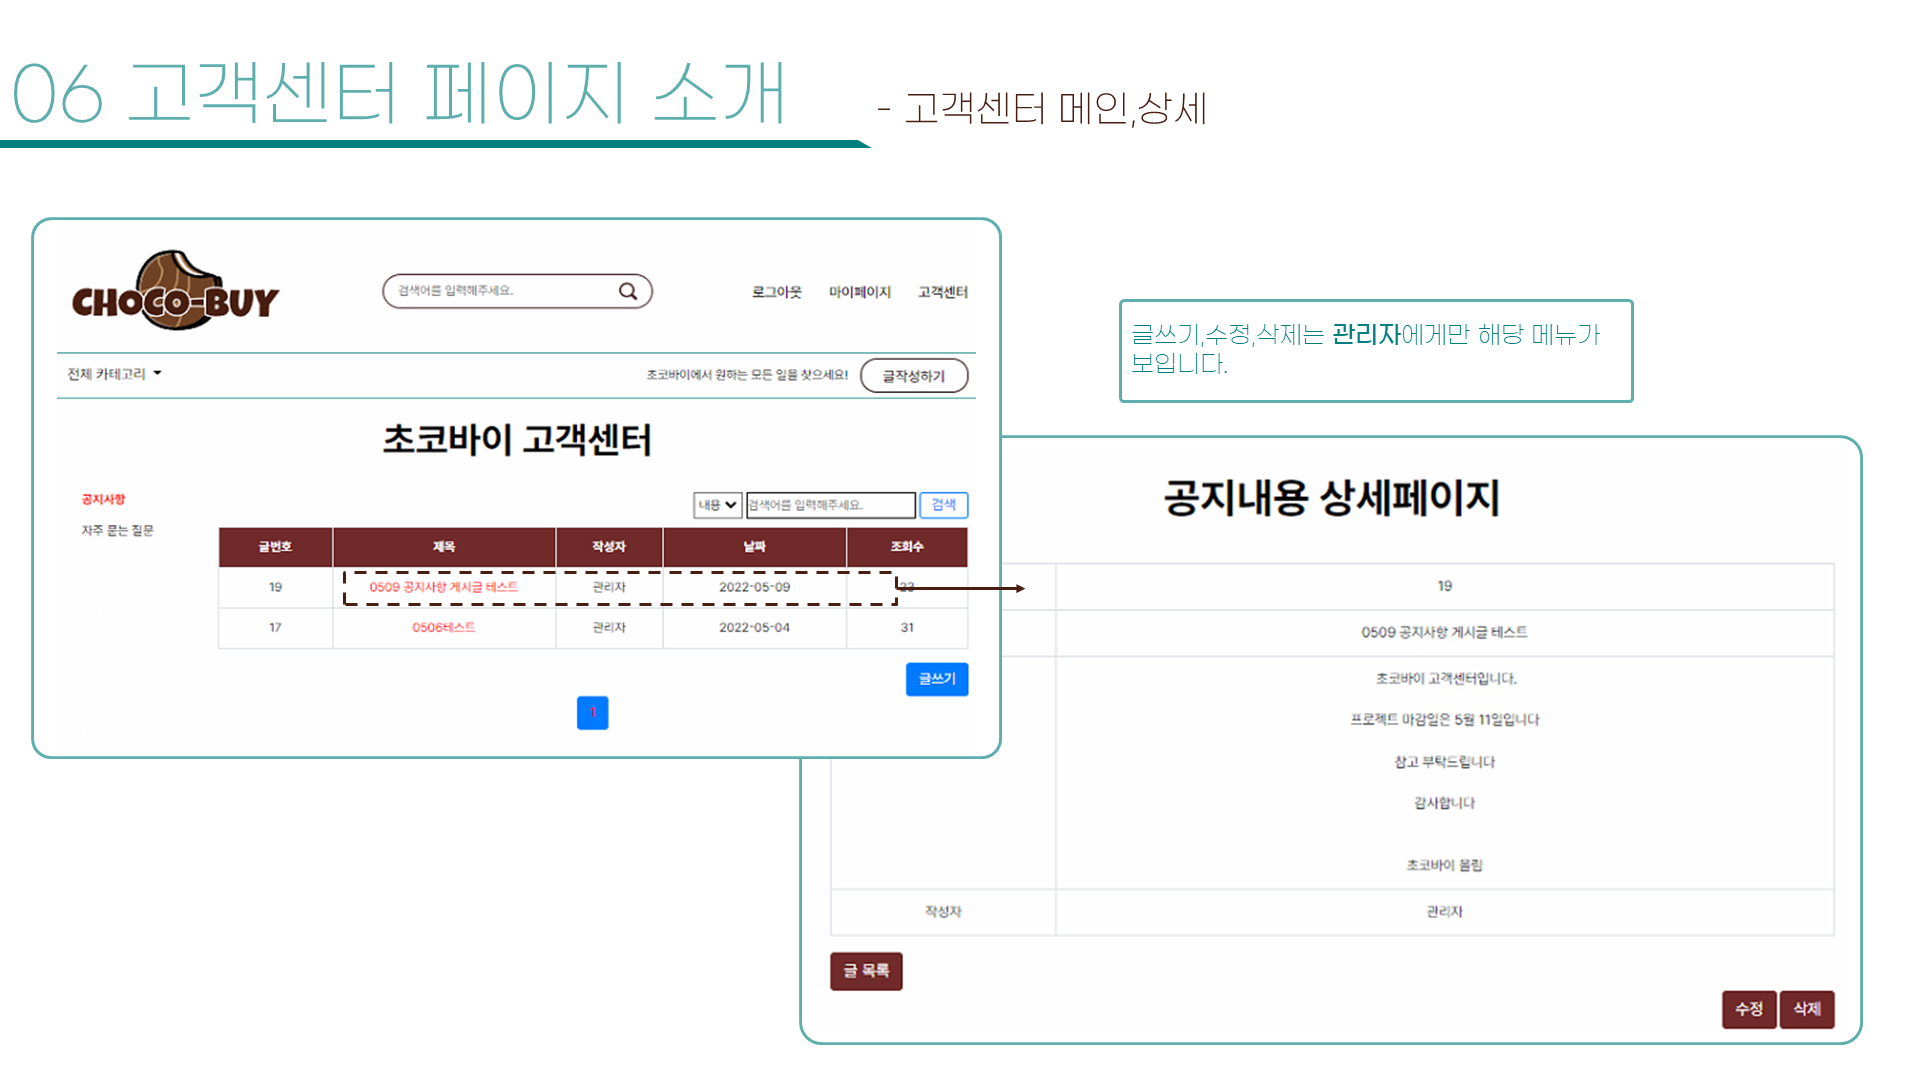 06 고객센터 페이지 소개
- 고객센터 메인,상세
CHOCO-BUY
검색어를 입력해주세요.
로그아웃 마이페이지 고객센터
전체 카테고리
초코바이에서 원하는 모든 일을 찾으세요!
글작성하기
초코바이 고객센터
공지사항
자주 묻는 질문
내용
검색어를 입력해주세요.
검색
글번호 제목 작성자 날짜 조회수
19 0509 공지사항 게시글 테스트 관리자 2022-05-09 23
17 0506테스트 관리자 2022-05-04 31
글쓰기
1
글쓰기,수정,삭제는 관리자에게만 해당 메뉴가
보입니다.
공지내용 상세페이지
19
0509 공지사항 게시글 테스트
초코바이 고객센터입니다.
프로젝트 마감일은 5월 11일입니다
참고 부탁드립니다
감사합니다
초코바이 올림
작성자 관리자
글 목록
수정 삭제